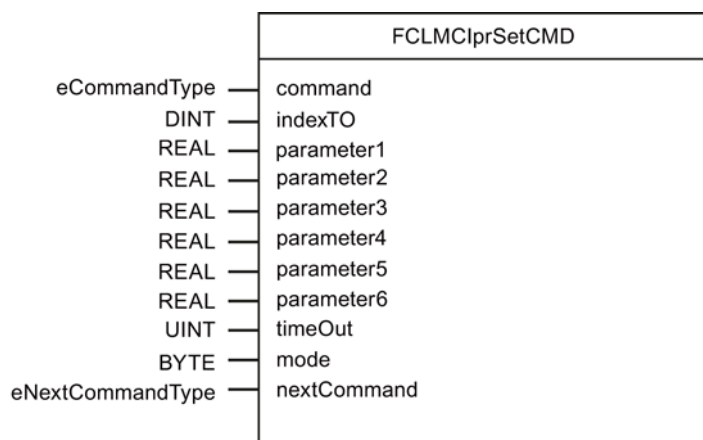 FCLMCIprSetCMD
eCommandType command
DINT indexTO
REAL parameter1
REAL parameter2
REAL parameter3
REAL parameter4
REAL parameter5
REAL parameter6
UINT timeOut
BYTE mode
eNextCommandType nextCommand